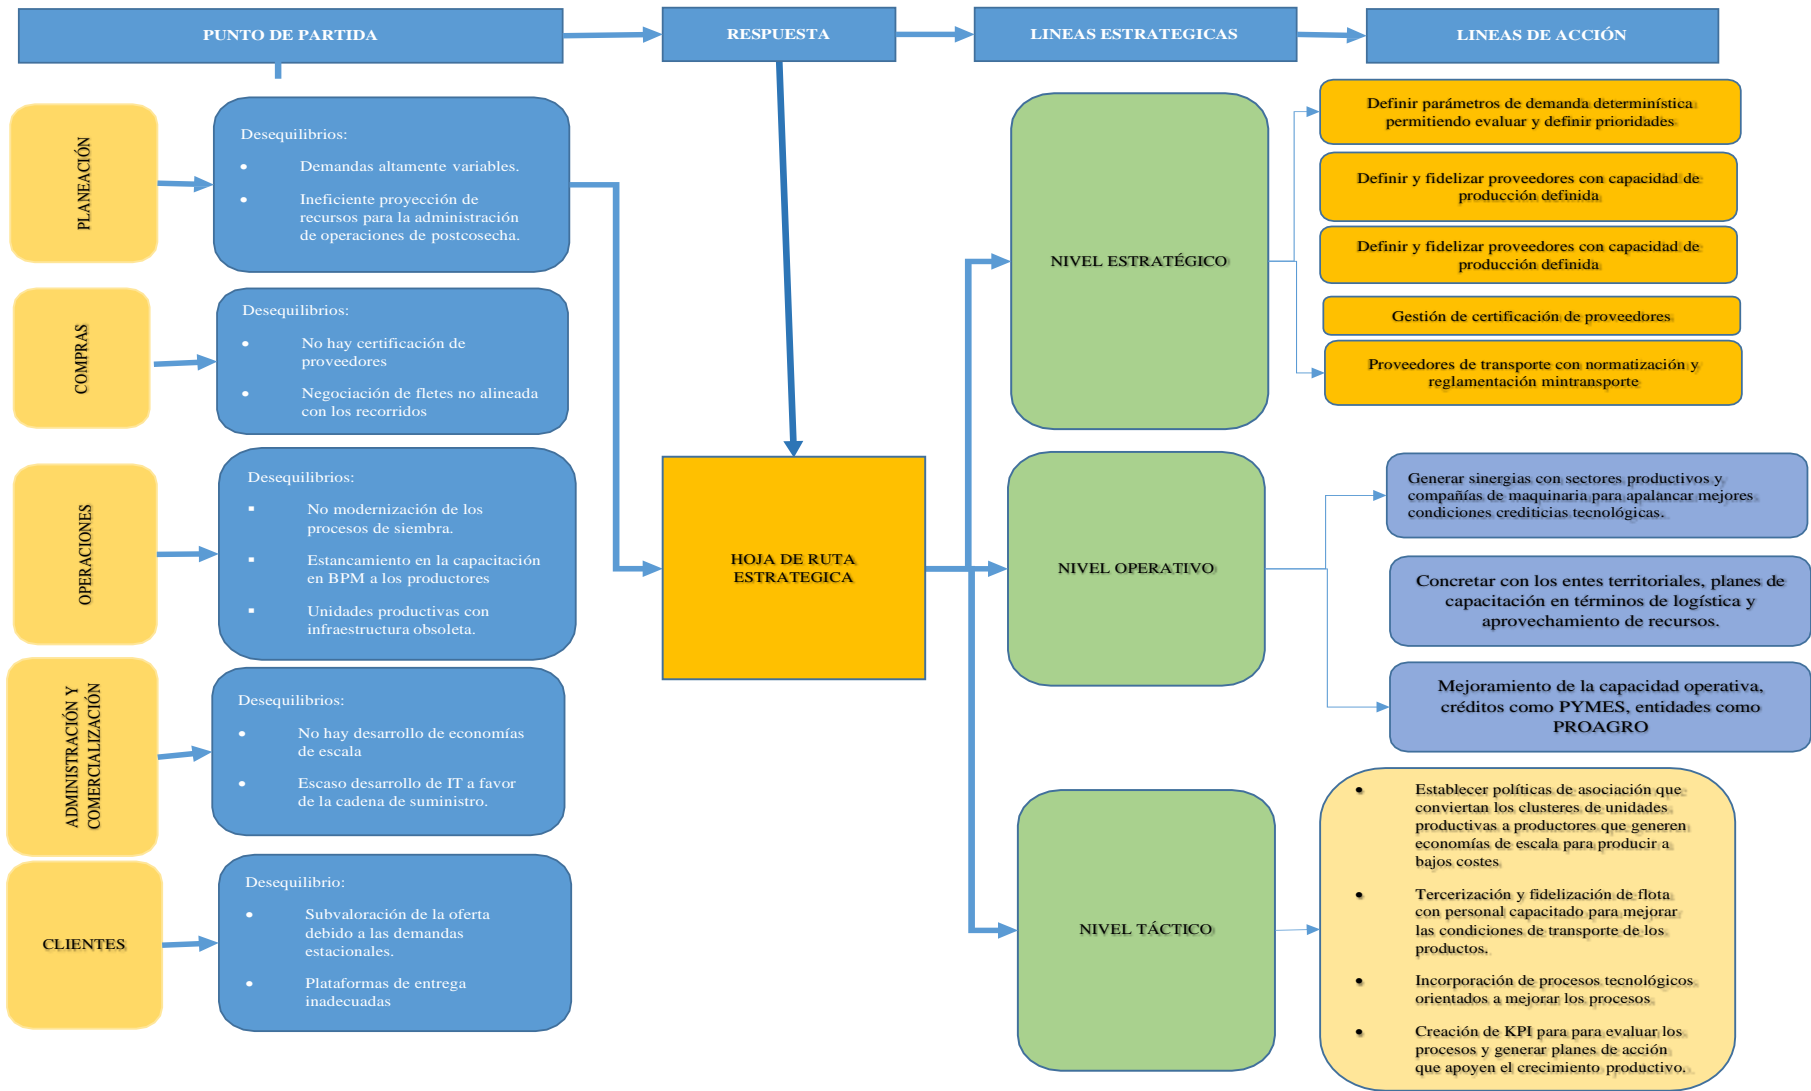 PUNTO DE PARTIDA
RESPUESTA
LINEAS ESTRATEGICAS
LINEAS DE ACCIÓN
PLANEACIÓN
Desequilibrios:
• Demandas altamente variables.
• Ineficiente proyección de
recursos para la administración
de operaciones de postcosecha.
COMPRAS
Desequilibrios:
• No hay certificación de
proveedores
• Negociación de fletes no alineada
con los recorridos
OPERACIONES
Desequilibrios:
▪ No modernización de los
procesos de siembra.
▪ Estancamiento en la capacitación
en BPM a los productores
▪ Unidades productivas con
infraestructura obsoleta.
ADMINISTRACIÓN Y
COMERCIALIZACIÓN
Desequilibrios:
• No hay desarrollo de economías
de escala
• Escaso desarrollo de IT a favor
de la cadena de suministro.
CLIENTES
Desequilibrio:
• Subvaloración de la oferta
debido a las demandas
estacionales.
• Plataformas de entrega
inadecuadas
HOJA DE RUTA
ESTRATEGICA
NIVEL ESTRATÉGICO
Definir parámetros de demanda determinística
permitiendo evaluar y definir prioridades
Definir y fidelizar proveedores con capacidad de
producción definida
Definir y fidelizar proveedores con capacidad de
producción definida
Gestión de certificación de proveedores
Proveedores de transporte con normatización y
reglamentación mintransporte
NIVEL OPERATIVO
Generar sinergias con sectores productivos y
compañías de maquinaria para apalancar mejores
condiciones crediticias tecnológicas.
Concretar con los entes territoriales, planes de
capacitación en términos de logística y
aprovechamiento de recursos.
Mejoramiento de la capacidad operativa,
créditos como PYMES, entidades como
PROAGRO
NIVEL TÁCTICO
• Establecer políticas de asociación que
conviertan los clusteres de unidades
productivas a productores que generen
economías de escala para producir a
bajos costes
• Tercerización y fidelización de flota
con personal capacitado para mejorar
las condiciones de transporte de los
productos.
• Incorporación de procesos tecnológicos
orientados a mejorar los procesos
• Creación de KPI para para evaluar los
procesos y generar planes de acción
que apoyen el crecimiento productivo.